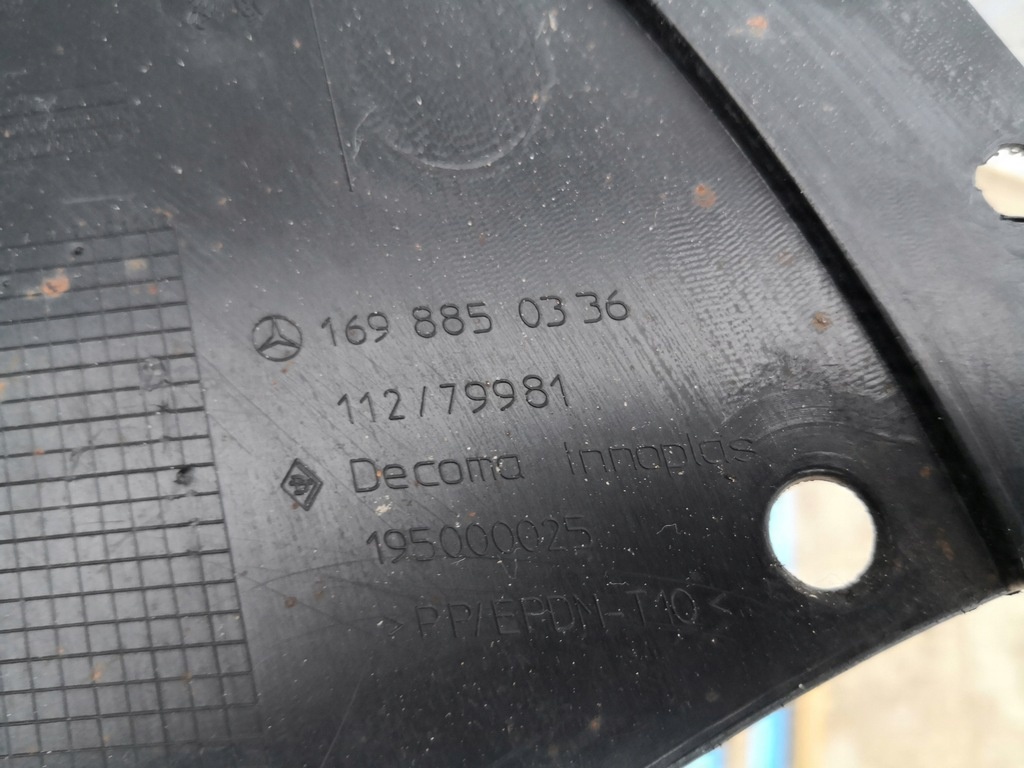 169 885 03 36
112/79981
Decoma Innoplas
195000025
>PP/EPDM-T10<